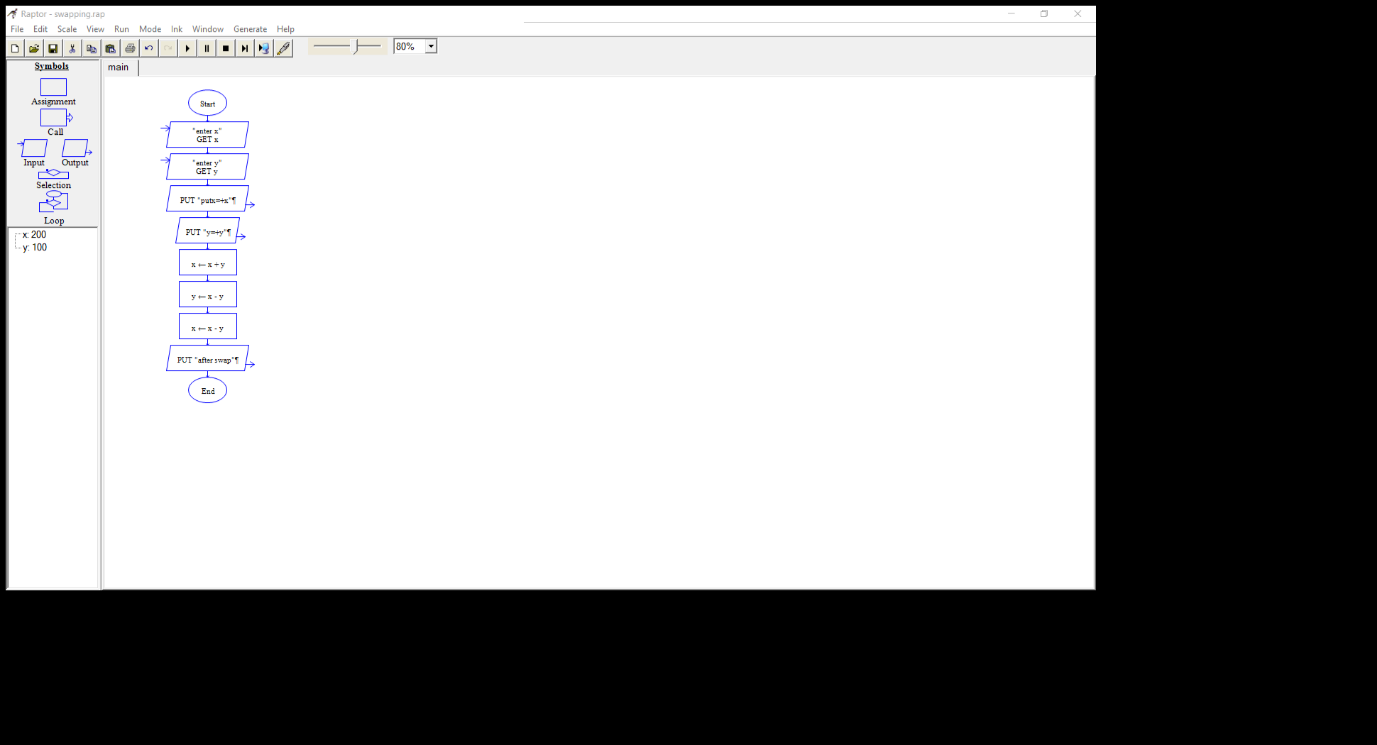 Raptor - swapping.rap
File Edit Scale View Run Mode Ink Window Generate Help
80%
Symbols
Assignment
Call
Input Output
Selection
Loop
x: 200
y: 100
main
Start
"enter x"
GET x
"enter y"
GET y
PUT "putx=+x"¶
PUT "y=+y"¶
x ← x + y
y ← x - y
x ← x - y
PUT "after swap"¶
End